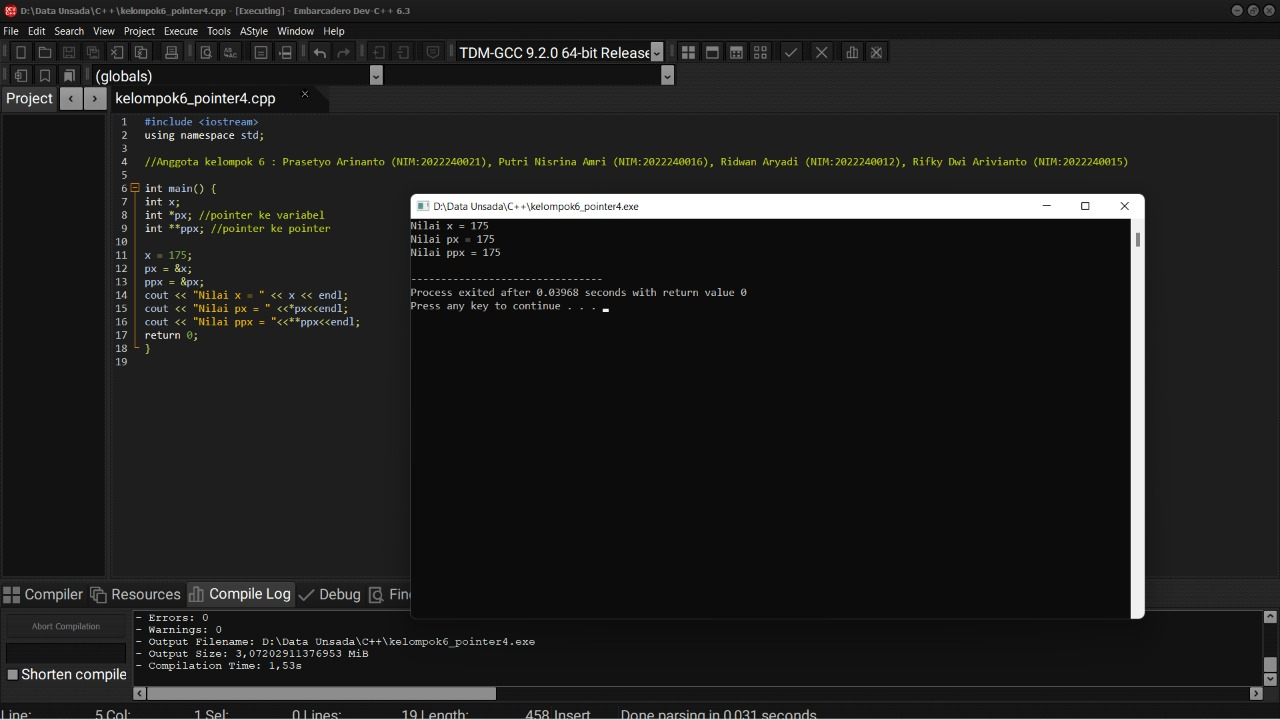 D:\Data Unsada\C++\kelompok6_pointer4.cpp - [Executing] - Embarcadero Dev-C++ 6.3
File Edit Search View Project Execute Tools AStyle Window Help
TDM-GCC 9.2.0 64-bit Release
(globals)
Project kelompok6_pointer4.cpp
1 #include <iostream>
2 using namespace std;
3
4 //Anggota kelompok 6 : Prasetyo Arinanto (NIM:2022240021), Putri Nisrina Amri (NIM:2022240016), Ridwan Aryadi (NIM:2022240012), Rifky Dwi Arivianto (NIM:2022240015)
5
6 int main() {
7 int x;
8 int *px; //pointer ke variabel
9 int **ppx; //pointer ke pointer
10
11 x = 175;
12 px = &x;
13 ppx = &px;
14 cout << "Nilai x = " << x << endl;
15 cout << "Nilai px = " <<*px<<endl;
16 cout << "Nilai ppx = "<<**ppx<<endl;
17 return 0;
18 }
19
D:\Data Unsada\C++\kelompok6_pointer4.exe
Nilai x = 175
Nilai px = 175
Nilai ppx = 175
--------------------------------
Process exited after 0.03968 seconds with return value 0
Press any key to continue . . .
Compiler Resources Compile Log Debug Fin
Abort Compilation
Shorten compile
- Errors: 0
- Warnings: 0
- Output Filename: D:\Data Unsada\C++\kelompok6_pointer4.exe
- Output Size: 3,07202911376953 MiB
- Compilation Time: 1,53s
Line: 5 Col: 1 Sel: 0 Lines: 19 Length: 458 Insert Done parsing in 0.031 seconds